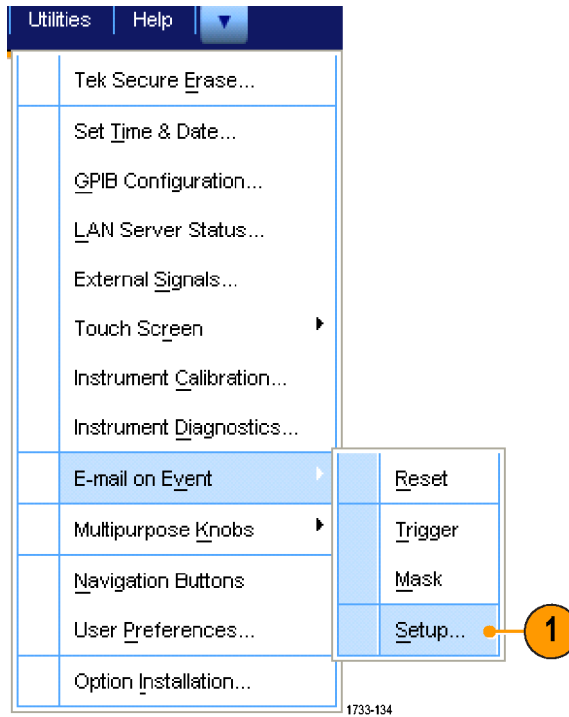 Utilities Help
Tek Secure Erase...
Set Time & Date...
GPIB Configuration...
LAN Server Status...
External Signals...
Touch Screen
Instrument Calibration...
Instrument Diagnostics...
E-mail on Event
Reset
Multipurpose Knobs
Trigger
Navigation Buttons
Mask
User Preferences...
Setup...
1
Option Installation...
1733-134